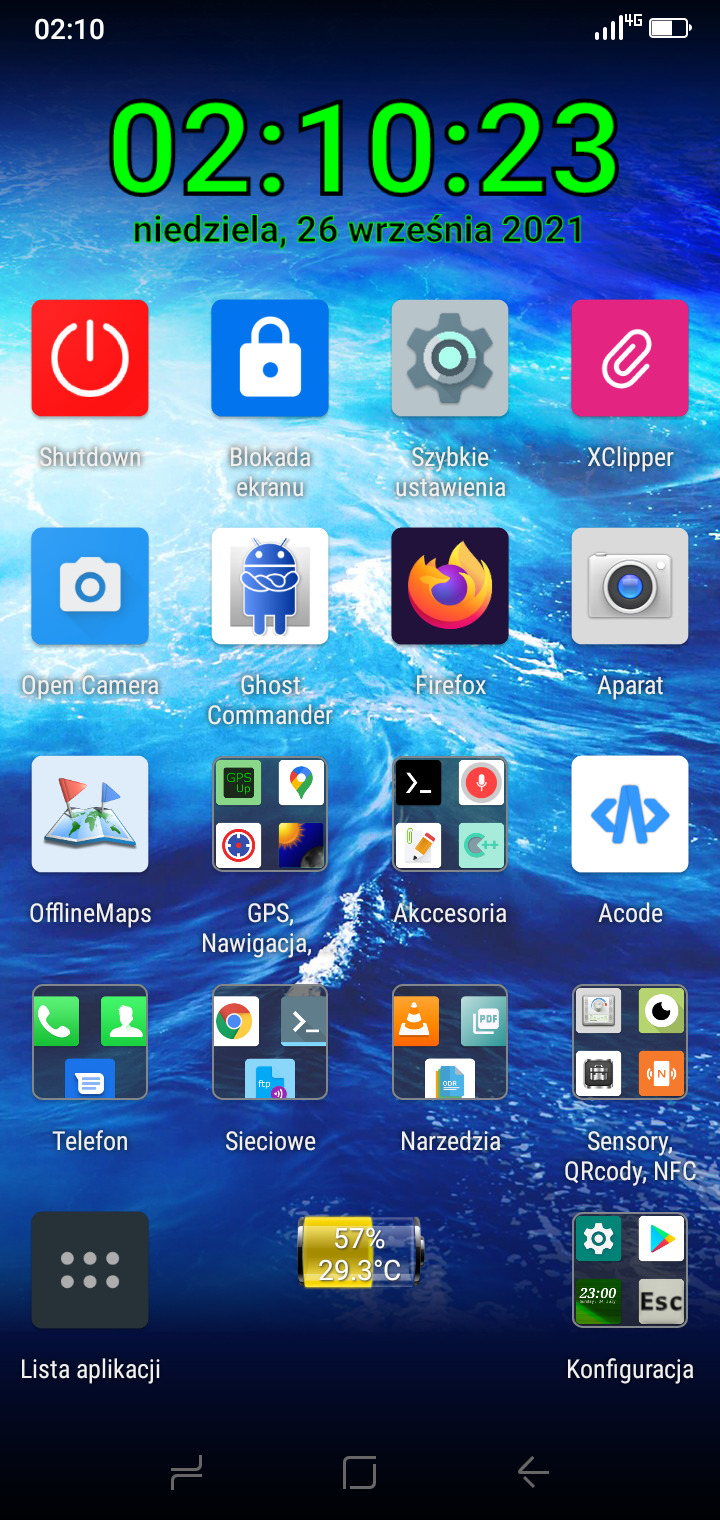 02:10
4G
02:10:23
niedziela, 26 września 2021
Shutdown
Blokada
ekranu
Szybkie
ustawienia
XClipper
Open Camera
Ghost
Commander
Firefox
Aparat
GPS
Up
C++
OfflineMaps
GPS,
Nawigacja,
Akccesoria
Acode
PDF
ftp
ODR
N
Telefon
Sieciowe
Narzedzia
Sensory,
QRcody, NFC
57%
29.3°C
23:00
Esc
Lista aplikacji
Konfiguracja